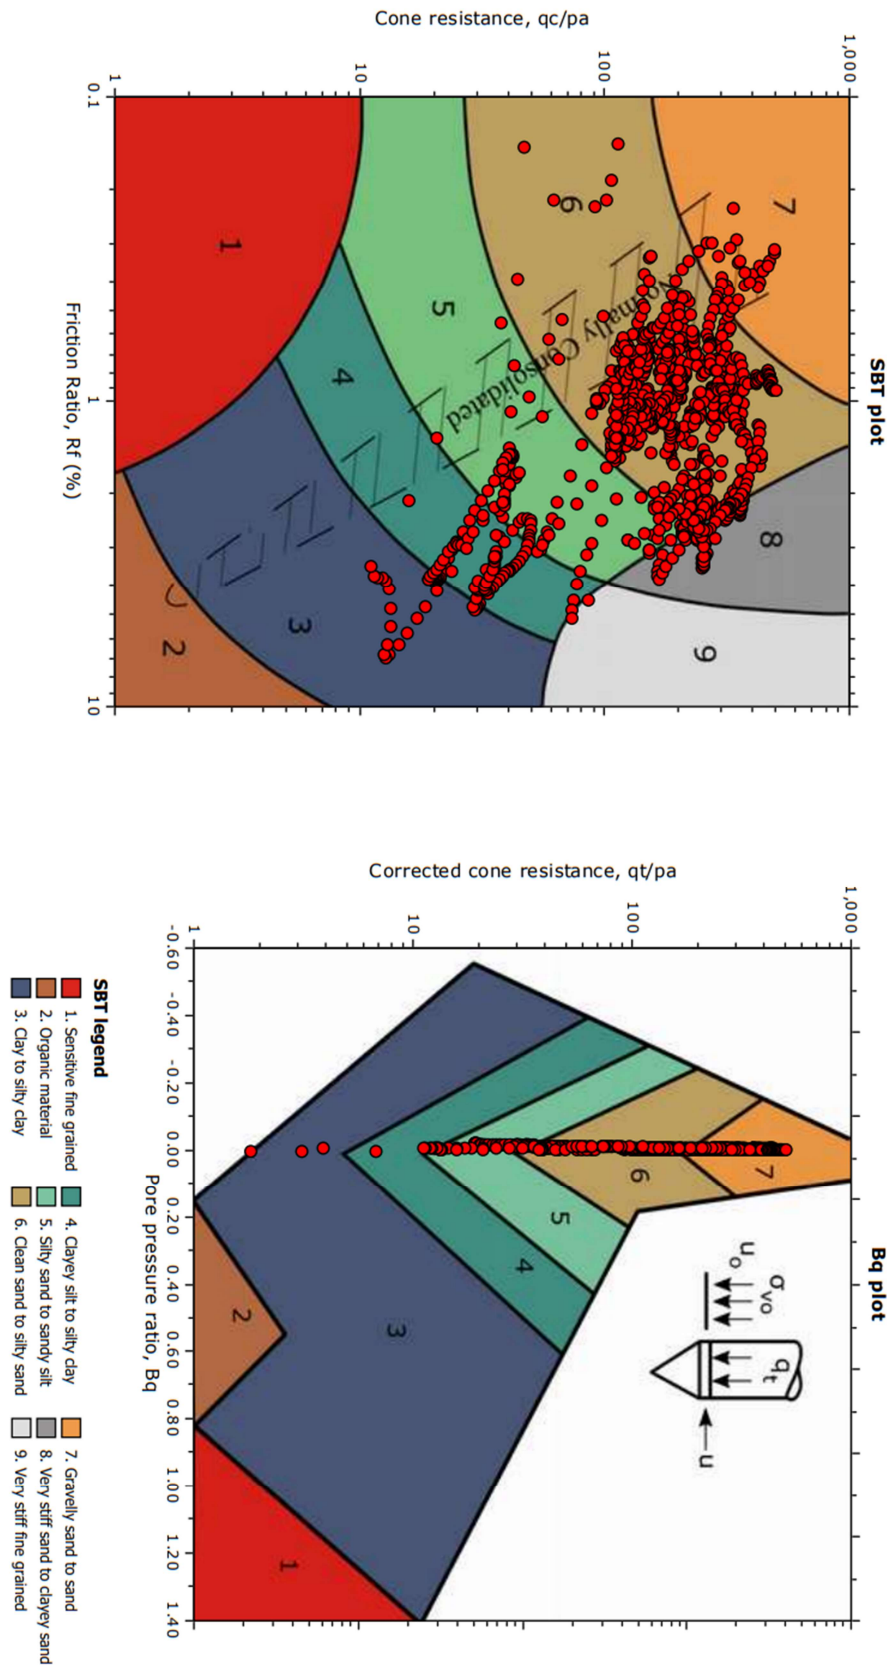 SBT plot
Cone resistance, qc/pa
1,000
100
10
1
0.1
1
10
Friction Ratio, Rf (%)
7
6
5
4
1
3
2
8
9
Normally Consolidated
Bq plot
Corrected cone resistance, qt/pa
1,000
100
10
1
-0.60
-0.40
-0.20
0.00
0.20
0.40
0.60
0.80
1.00
1.20
1.40
Pore pressure ratio, Bq
7
6
5
4
3
2
1
σvo
uo
qt
u
SBT legend
1. Sensitive fine grained
2. Organic material
3. Clay to silty clay
4. Clayey silt to silty clay
5. Silty sand to sandy silt
6. Clean sand to silty sand
7. Gravelly sand to sand
8. Very stiff sand to clayey sand
9. Very stiff fine grained